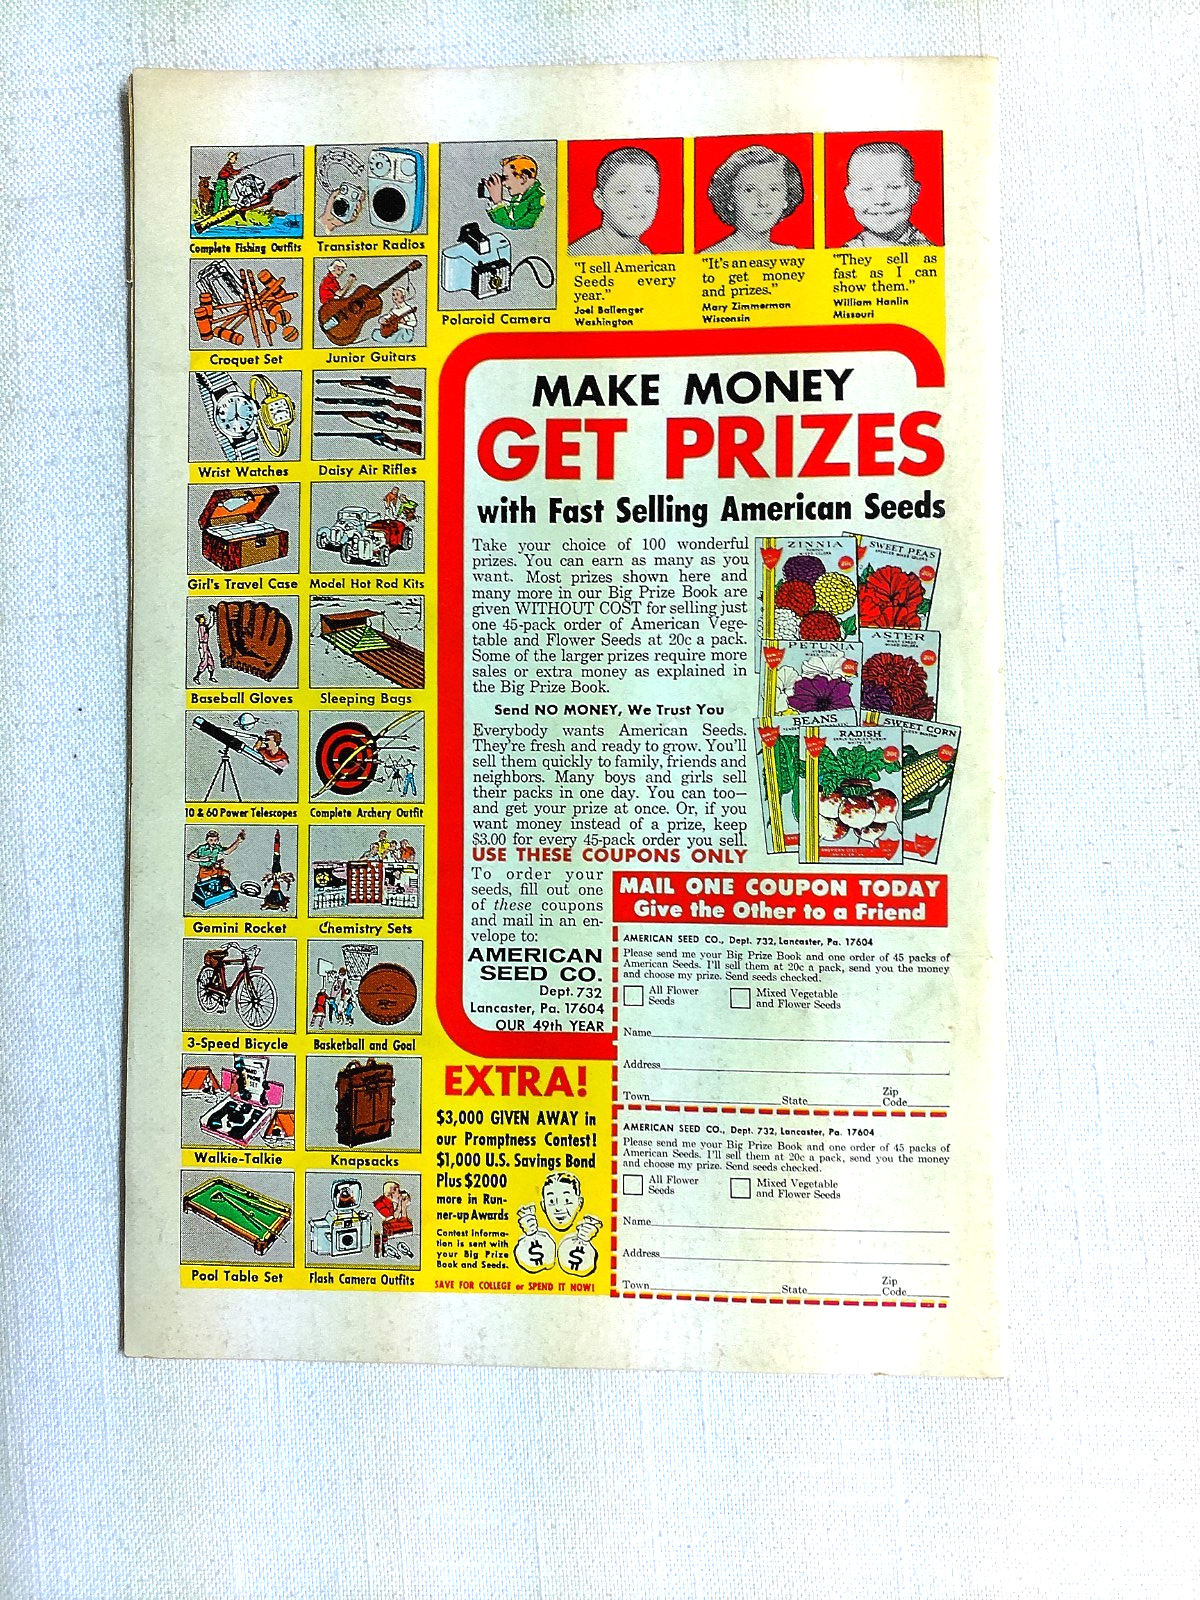 Complete Fishing Outfits
Transistor Radios
Polaroid Camera
"I sell American
Seeds every
year."
Joel Ballenger
Washington
"It's an easy way
to get money
and prizes."
Mary Zimmerman
Wisconsin
"They sell as
fast as I can
show them."
William Hanlin
Missouri
Croquet Set
Junior Guitars
Wrist Watches
Daisy Air Rifles
Girl's Travel Case
Model Hot Rod Kits
Baseball Gloves
Sleeping Bags
10 & 60 Power Telescopes
Complete Archery Outfit
Gemini Rocket
Chemistry Sets
3-Speed Bicycle
Basketball and Goal
Walkie-Talkie
Knapsacks
Pool Table Set
Flash Camera Outfits
MAKE MONEY
GET PRIZES
with Fast Selling American Seeds
Take your choice of 100 wonderful
prizes. You can earn as many as you
want. Most prizes shown here and
many more in our Big Prize Book are
given WITHOUT COST for selling just
one 45-pack order of American Vege-
table and Flower Seeds at 20c a pack.
Some of the larger prizes require more
sales or extra money as explained in
the Big Prize Book.
Send NO MONEY, We Trust You
Everybody wants American Seeds.
They're fresh and ready to grow. You'll
sell them quickly to family, friends and
neighbors. Many boys and girls sell
their packs in one day. You can too—
and get your prize at once. Or, if you
want money instead of a prize, keep
$3.00 for every 45-pack order you sell.
USE THESE COUPONS ONLY
To order your
seeds, fill out one
of these coupons
and mail in an en-
velope to:
AMERICAN
SEED CO.
Dept. 732
Lancaster, Pa. 17604
OUR 49th YEAR
ZINNIA
SWEET PEAS
ASTER
PETUNIA
BEANS
RADISH
SWEET CORN
MAIL ONE COUPON TODAY
Give the Other to a Friend
AMERICAN SEED CO., Dept. 732, Lancaster, Pa. 17604
Please send me your Big Prize Book and one order of 45 packs of
American Seeds. I'll sell them at 20c a pack, send you the money
and choose my prize. Send seeds checked.
All Flower
Seeds
Mixed Vegetable
and Flower Seeds
Name
Address
Town State Zip
Code
AMERICAN SEED CO., Dept. 732, Lancaster, Pa. 17604
Please send me your Big Prize Book and one order of 45 packs of
American Seeds. I'll sell them at 20c a pack, send you the money
and choose my prize. Send seeds checked.
All Flower
Seeds
Mixed Vegetable
and Flower Seeds
Name
Address
Town State Zip
Code
EXTRA!
$3,000 GIVEN AWAY in
our Promptness Contest!
$1,000 U.S. Savings Bond
Plus $2000
more in Run-
ner-up Awards
Contest informa-
tion is sent with
your Big Prize
Book and Seeds.
$ $
SAVE FOR COLLEGE or SPEND IT NOW!